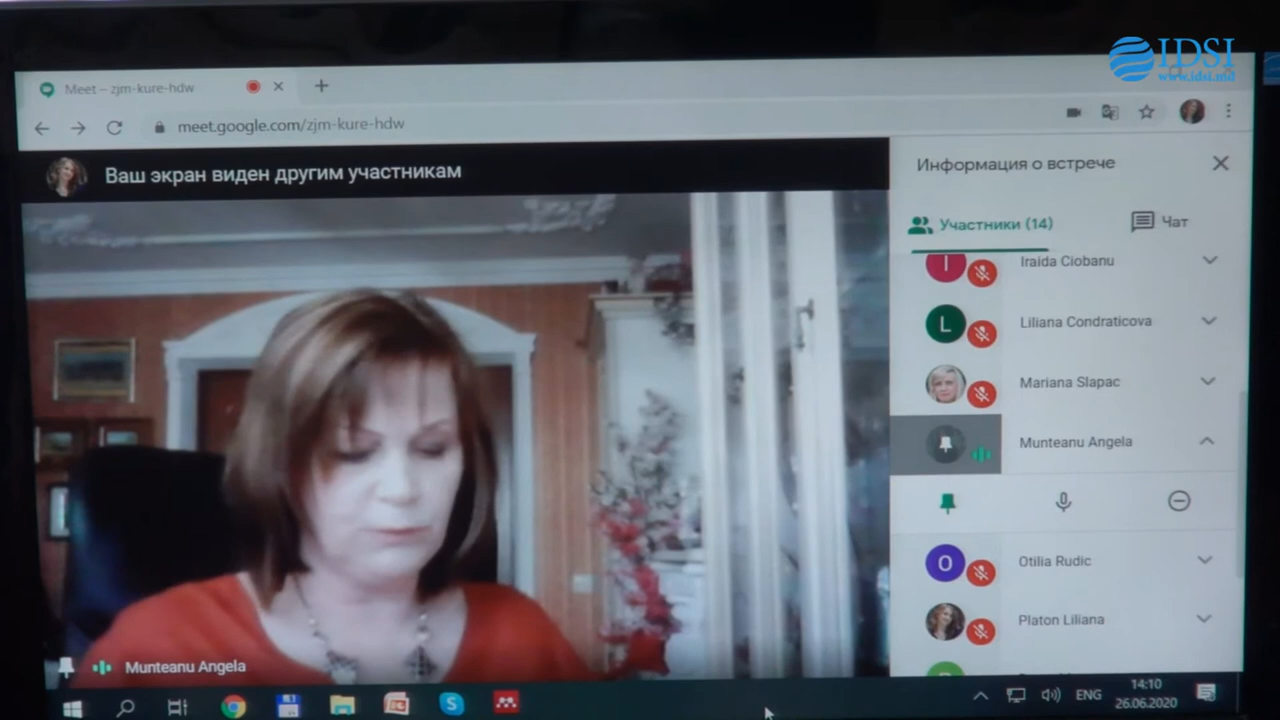 IDSI
www.idsi.md
Meet – zjm-kure-hdw
meet.google.com/zjm-kure-hdw
Ваш экран виден другим участникам
Информация о встрече
Участники (14)
Чат
I
Iraida Ciobanu
L
Liliana Condraticova
Mariana Slapac
Munteanu Angela
O
Otilia Rudic
Platon Liliana
Munteanu Angela
ENG
14:10
26.06.2020